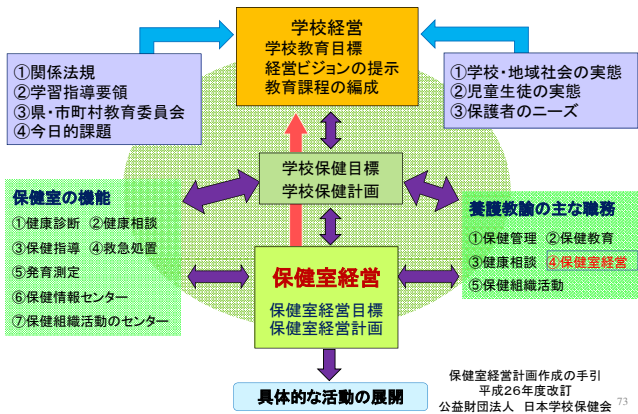 学校経営
学校教育目標
経営ビジョンの提示
教育課程の編成
①関係法規
②学習指導要領
③県・市町村教育委員会
④今日的課題
①学校・地域社会の実態
②児童生徒の実態
③保護者のニーズ
学校保健目標
学校保健計画
保健室の機能
①健康診断 ②健康相談
③保健指導 ④救急処置
⑤発育測定
⑥保健情報センター
⑦保健組織活動のセンター
養護教諭の主な職務
①保健管理 ②保健教育
③健康相談 ④保健室経営
⑤保健組織活動
保健室経営
保健室経営目標
保健室経営計画
具体的な活動の展開
保健室経営計画作成の手引
平成26年度改訂
公益財団法人 日本学校保健会
73